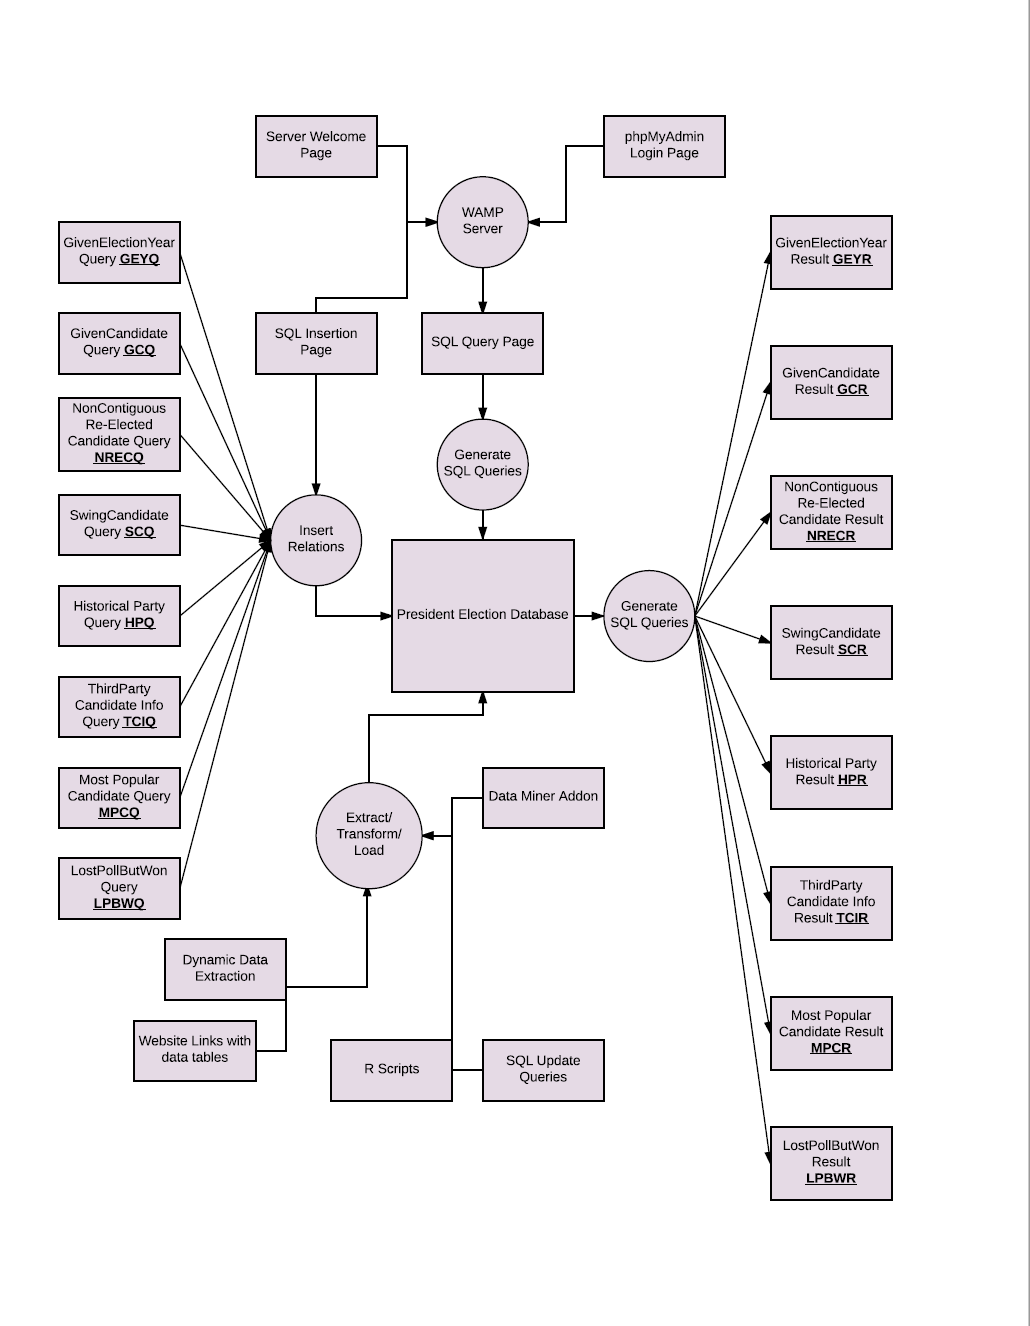 Server Welcome
Page
phpMyAdmin
Login Page
WAMP
Server
GivenElectionYear
Query GEYQ
GivenCandidate
Query GCQ
NonContiguous
Re-Elected
Candidate Query
NRECQ
SwingCandidate
Query SCQ
Historical Party
Query HPQ
ThirdParty
Candidate Info
Query TCIQ
Most Popular
Candidate Query
MPCQ
LostPollButWon
Query
LPBWQ
SQL Insertion
Page
SQL Query Page
Generate
SQL Queries
Insert
Relations
President Election Database
Generate
SQL Queries
Extract/
Transform/
Load
Data Miner Addon
Dynamic Data
Extraction
Website Links with
data tables
R Scripts
SQL Update
Queries
GivenElectionYear
Result GEYR
GivenCandidate
Result GCR
NonContiguous
Re-Elected
Candidate Result
NRECR
SwingCandidate
Result SCR
Historical Party
Result HPR
ThirdParty
Candidate Info
Result TCIR
Most Popular
Candidate Result
MPCR
LostPollButWon
Result
LPBWR